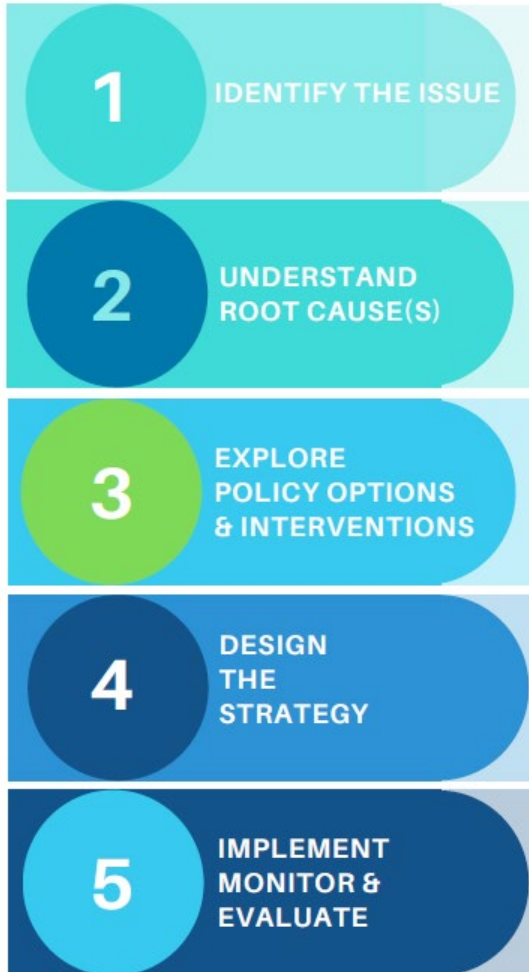 1
IDENTIFY THE ISSUE
2
UNDERSTAND
ROOT CAUSE(S)
3
EXPLORE
POLICY OPTIONS
& INTERVENTIONS
4
DESIGN
THE
STRATEGY
5
IMPLEMENT
MONITOR &
EVALUATE